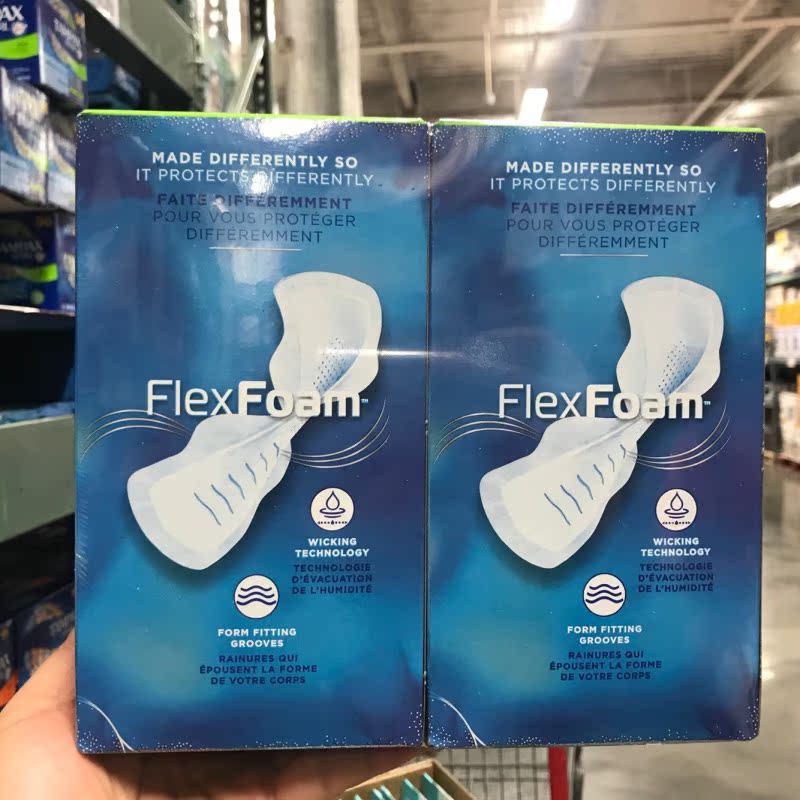 MADE DIFFERENTLY SO
IT PROTECTS DIFFERENTLY
FAITE DIFFÉREMMENT
POUR VOUS PROTÉGER
DIFFÉREMMENT
FlexFoam™
WICKING
TECHNOLOGY
TECHNOLOGIE
D'ÉVACUATION
DE L'HUMIDITÉ
FORM FITTING
GROOVES
RAINURES QUI
ÉPOUSENT LA FORME
DE VOTRE CORPS
MADE DIFFERENTLY SO
IT PROTECTS DIFFERENTLY
FAITE DIFFÉREMMENT
POUR VOUS PROTÉGER
DIFFÉREMMENT
FlexFoam™
WICKING
TECHNOLOGY
TECHNOLOGIE
D'ÉVACUATION
DE L'HUMIDITÉ
FORM FITTING
GROOVES
RAINURES QUI
ÉPOUSENT LA FORME
DE VOTRE CORPS